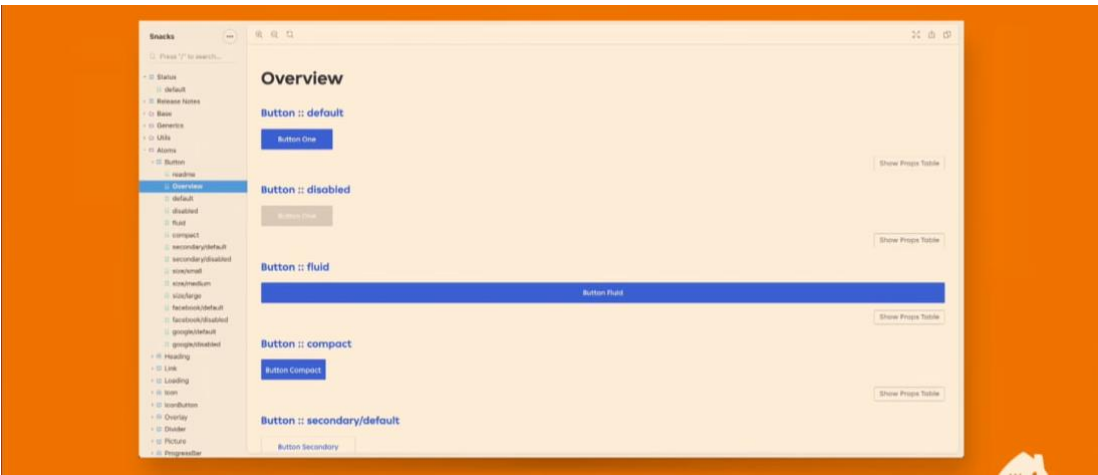 Snacks
Press "/" to search...
Status
default
Release Notes
Base
Generics
Utils
Atoms
Button
readme
Overview
default
disabled
fluid
compact
secondary/default
secondary/disabled
size/small
size/medium
size/large
facebook/default
facebook/disabled
google/default
google/disabled
Heading
Link
Loading
Icon
IconButton
Overlay
Divider
Picture
ProgressBar
Overview
Button :: default
Button One
Show Props Table
Button :: disabled
Button One
Show Props Table
Button :: fluid
Button Fluid
Show Props Table
Button :: compact
Button Compact
Show Props Table
Button :: secondary/default
Button Secondary